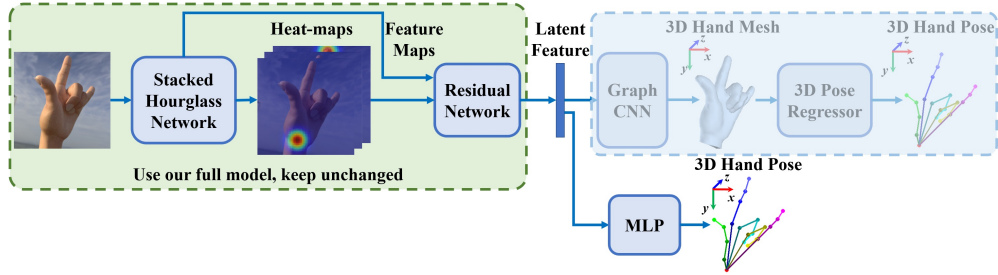 Heat-maps
Feature
Maps
Stacked
Hourglass
Network
Residual
Network
Use our full model, keep unchanged
Latent
Feature
3D Hand Mesh
z
x
y
Graph
CNN
3D Pose
Regressor
3D Hand Pose
z
x
y
MLP
3D Hand Pose
z
x
y